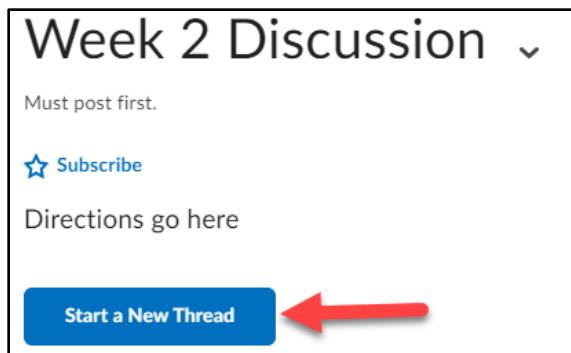 Week 2 Discussion
Must post first.
Subscribe
Directions go here
Start a New Thread